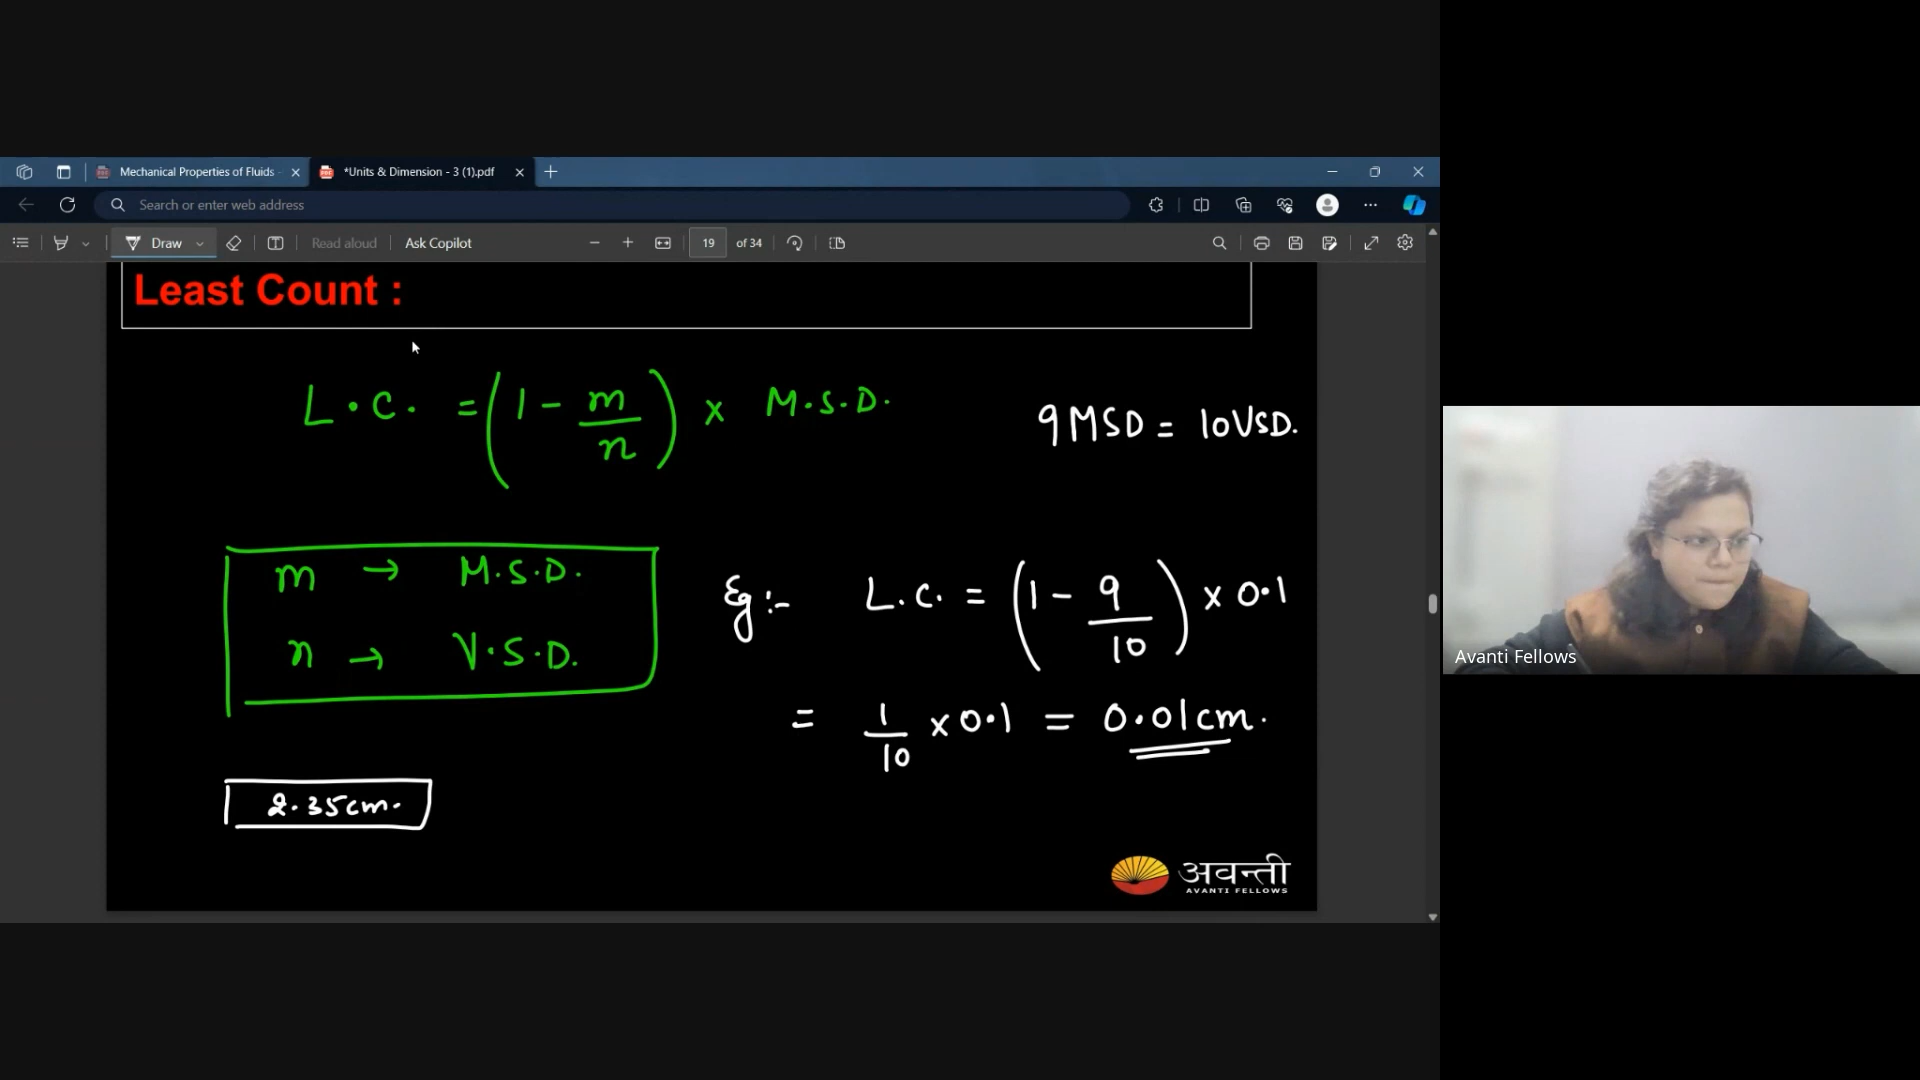 Mechanical Properties of Fluids -
*Units & Dimension - 3 (1).pdf
Search or enter web address
Draw
Read aloud
Ask Copilot
19 of 34
Least Count :
L.C. = (1 - m/n) x M.S.D.
9MSD = 10VSD.
m → M.S.D.
n → V.S.D.
Eg:- L.C. = (1 - 9/10) x 0.1
= 1/10 x 0.1 = 0.01cm.
2.35cm.
अवन्ती
AVANTI FELLOWS
Avanti Fellows